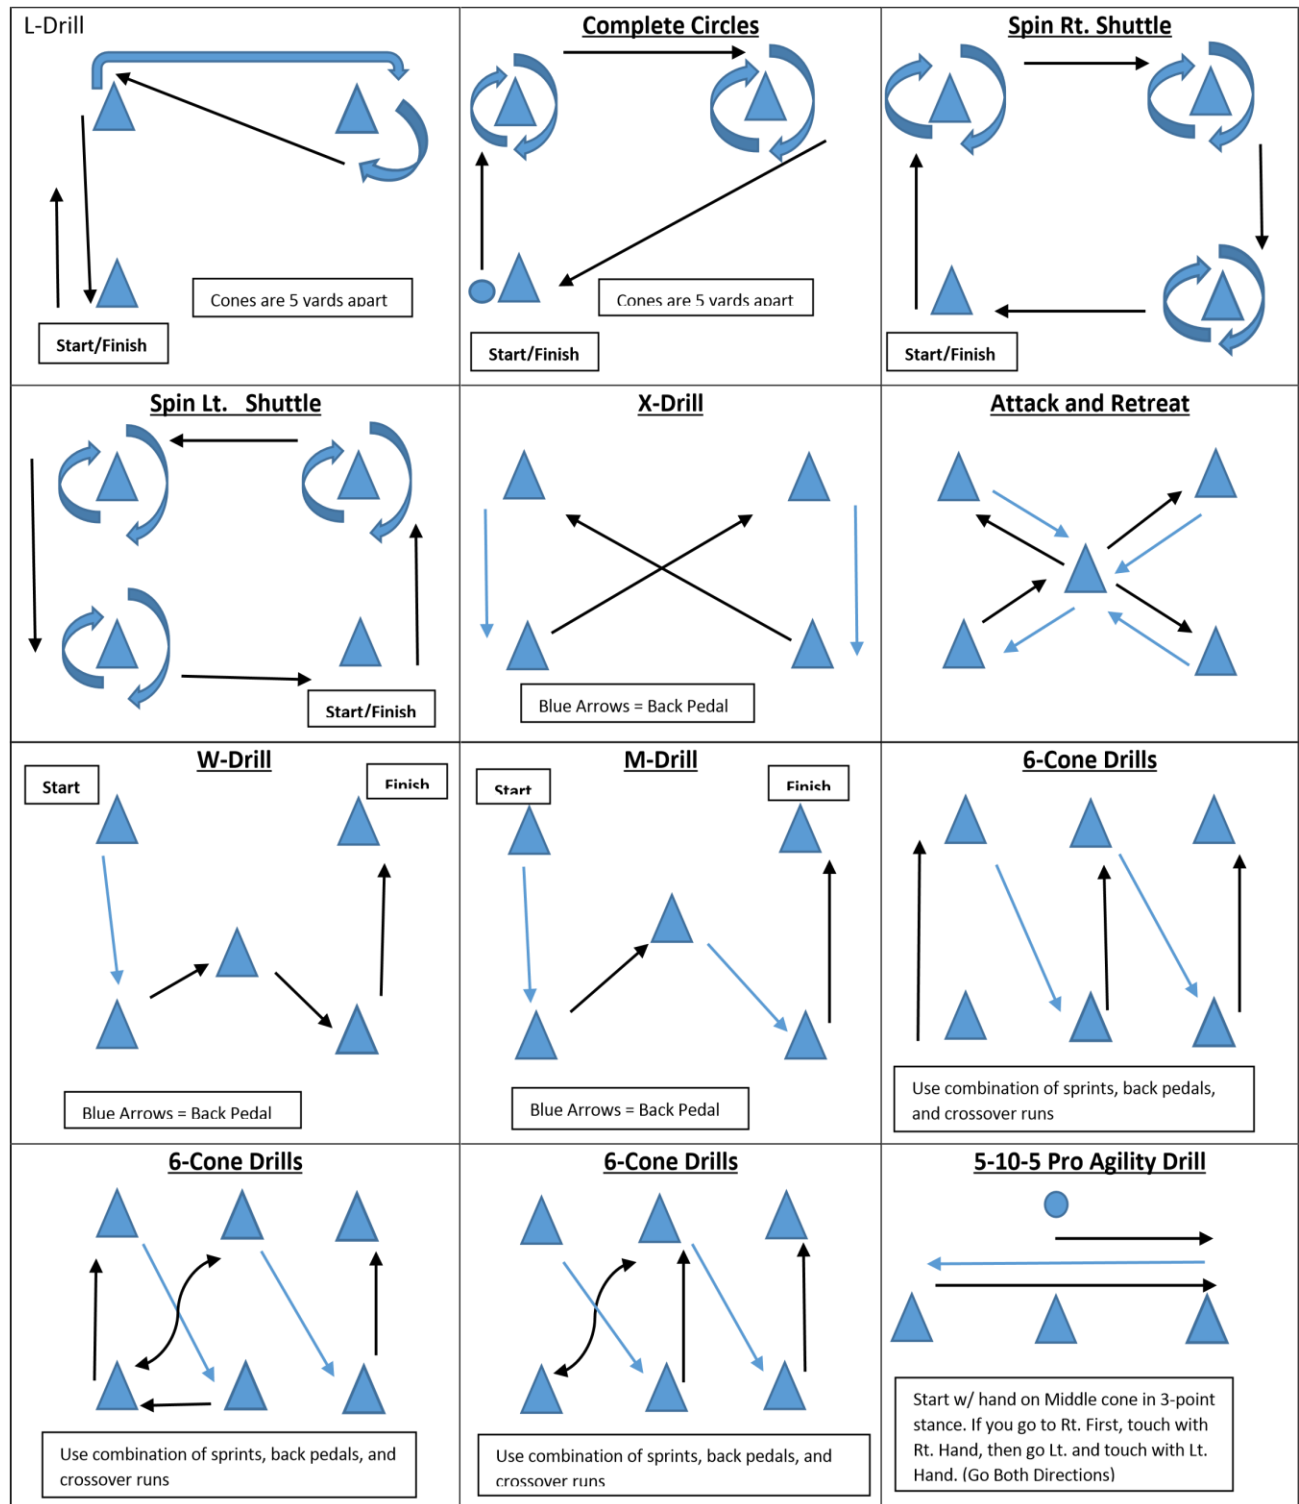 L-Drill
Cones are 5 yards apart
Start/Finish
Complete Circles
Cones are 5 yards apart
Start/Finish
Spin Rt. Shuttle
Start/Finish
Spin Lt. Shuttle
Start/Finish
X-Drill
Blue Arrows = Back Pedal
Attack and Retreat
W-Drill
Start
Finish
Blue Arrows = Back Pedal
M-Drill
Start
Finish
Blue Arrows = Back Pedal
6-Cone Drills
Use combination of sprints, back pedals,
and crossover runs
6-Cone Drills
Use combination of sprints, back pedals, and
crossover runs
6-Cone Drills
Use combination of sprints, back pedals, and
crossover runs
5-10-5 Pro Agility Drill
Start w/ hand on Middle cone in 3-point
stance. If you go to Rt. First, touch with
Rt. Hand, then go Lt. and touch with Lt.
Hand. (Go Both Directions)